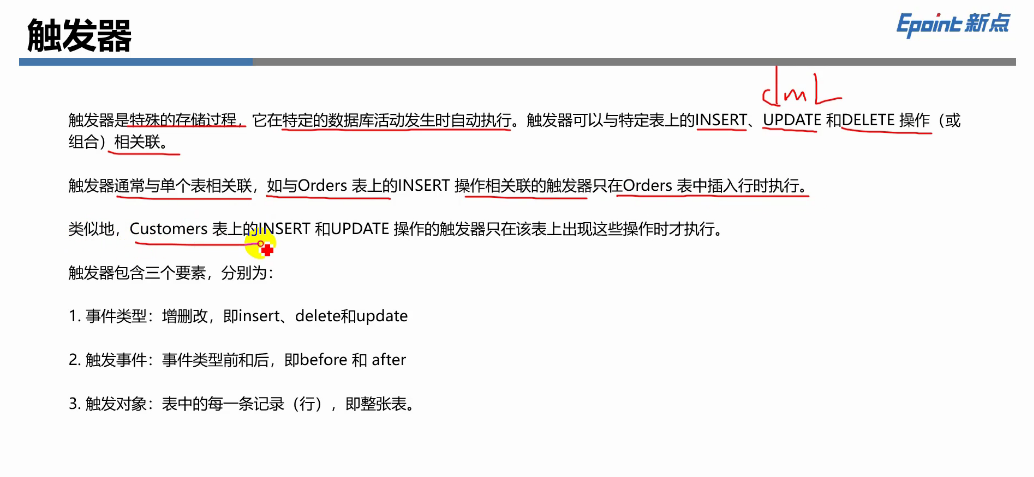 触发器
Epoint 新点
dmL
触发器是特殊的存储过程，它在特定的数据库活动发生时自动执行。触发器可以与特定表上的INSERT、UPDATE 和DELETE 操作（或
组合）相关联。
触发器通常与单个表相关联，如与Orders 表上的INSERT 操作相关联的触发器只在Orders 表中插入行时执行。
类似地，Customers 表上的INSERT 和UPDATE 操作的触发器只在该表上出现这些操作时才执行。
触发器包含三个要素，分别为：
1. 事件类型：增删改，即insert、delete和update
2. 触发事件：事件类型前和后，即before 和 after
3. 触发对象：表中的每一条记录（行），即整张表。